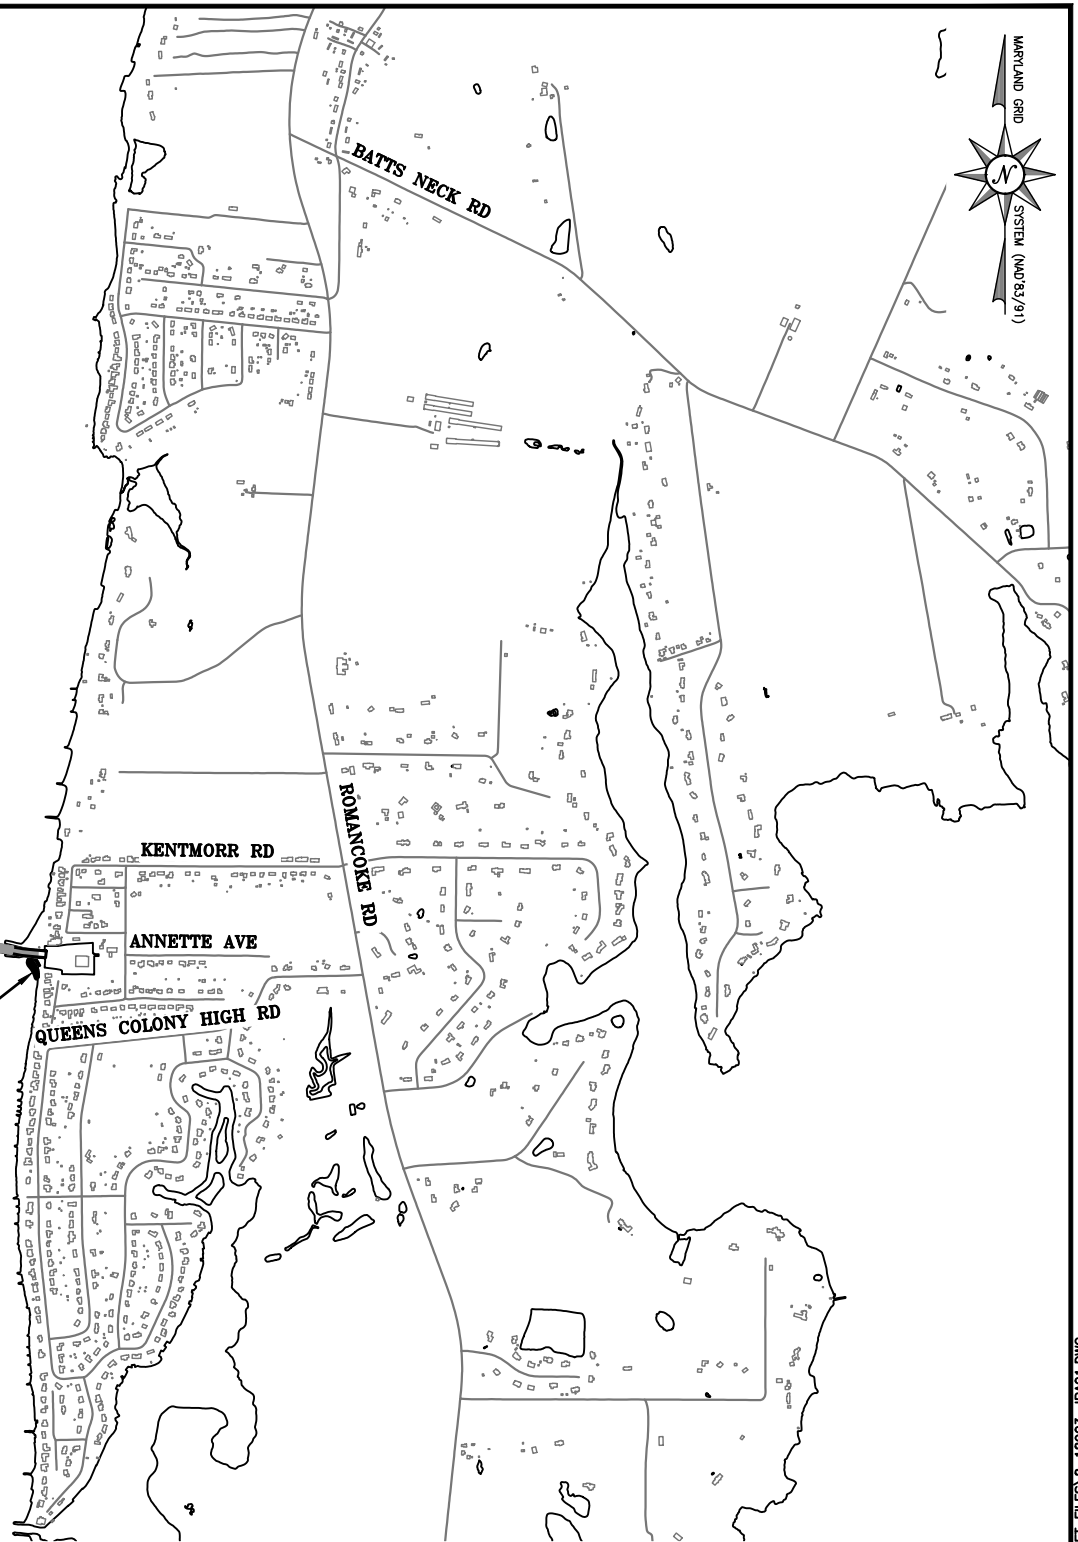 MARYLAND GRID
N
SYSTEM (NAD'83/91)
BATTS NECK RD
ROMANCOKE RD
KENTMORR RD
ANNETTE AVE
QUEENS COLONY HIGH RD